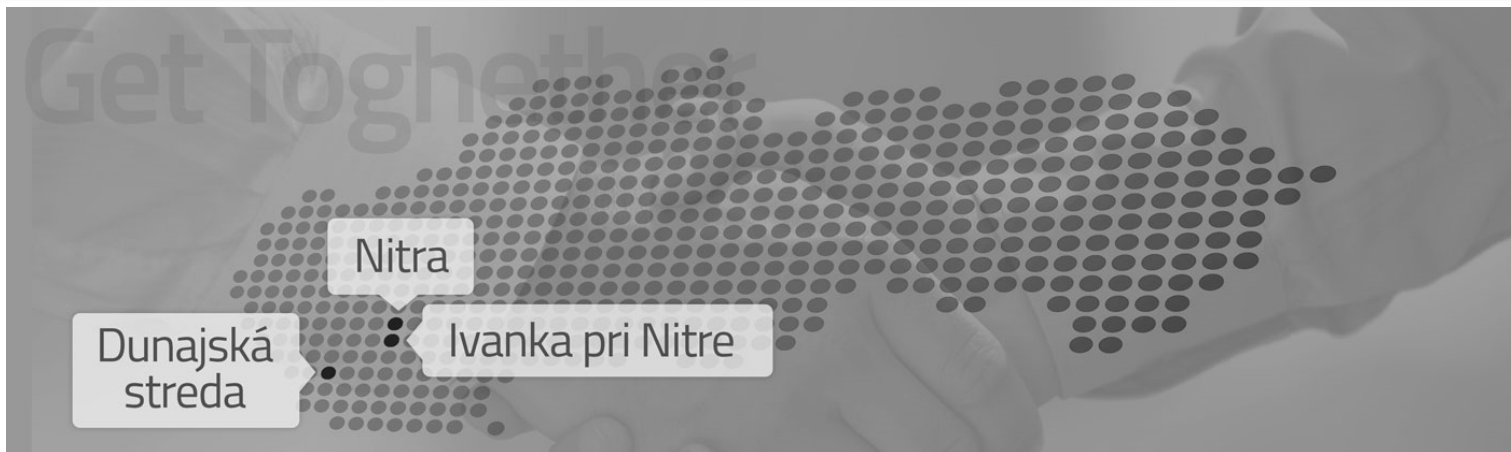 Get Toghether
Nitra
Ivanka pri Nitre
Dunajská
streda